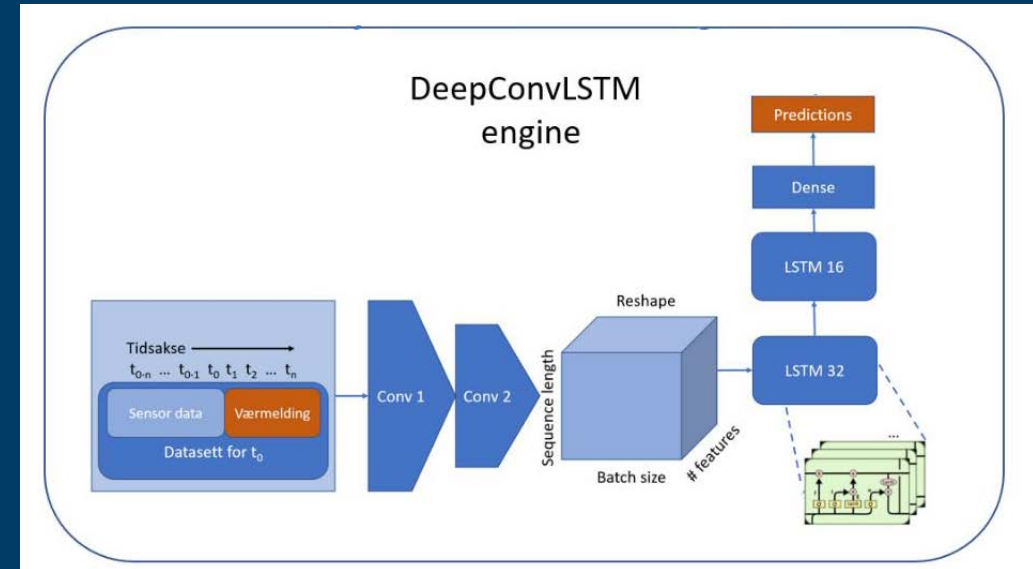 DeepConvLSTM
engine
Predictions
Dense
LSTM 16
LSTM 32
Reshape
Sequence length
Batch size
# features
Conv 1
Conv 2
Tidsakse
t0-n ... t0-1 t0 t1 t2 ... tn
Sensor data
Værmelding
Datasett for t0
...